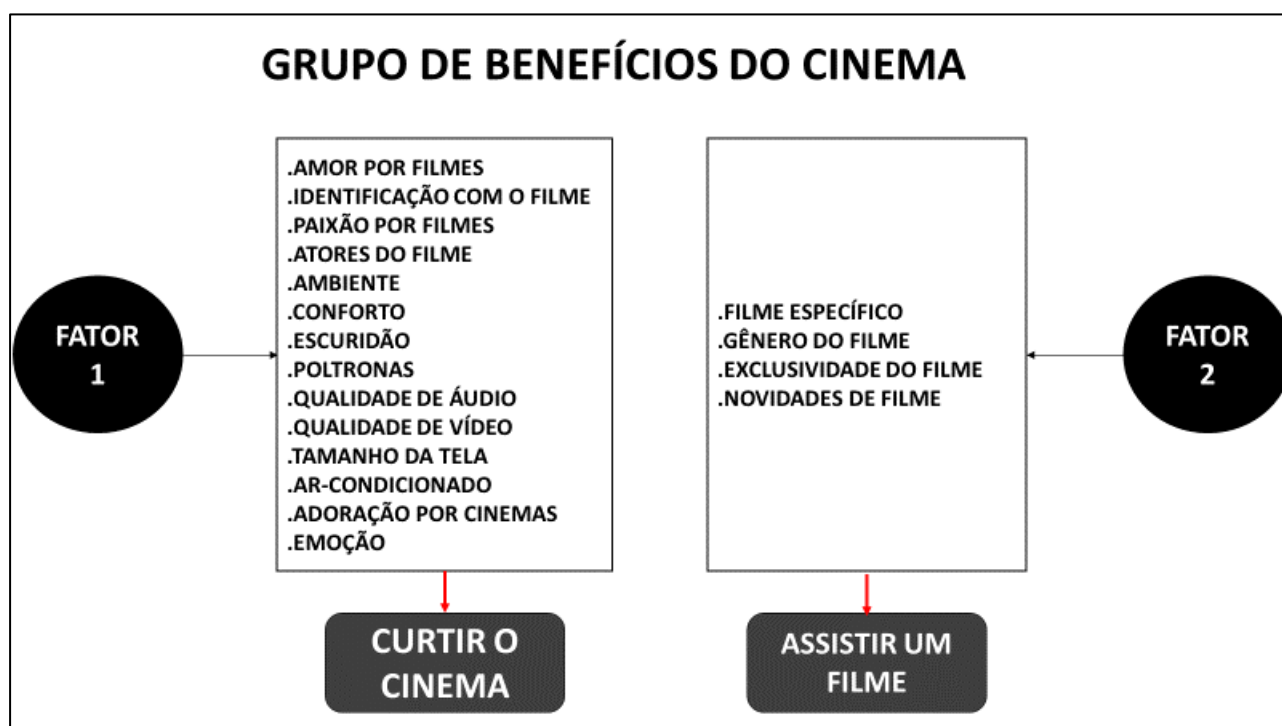 GRUPO DE BENEFÍCIOS DO CINEMA
FATOR
1
.AMOR POR FILMES
.IDENTIFICAÇÃO COM O FILME
.PAIXÃO POR FILMES
.ATORES DO FILME
.AMBIENTE
.CONFORTO
.ESCURIDÃO
.POLTRONAS
.QUALIDADE DE ÁUDIO
.QUALIDADE DE VÍDEO
.TAMANHO DA TELA
.AR-CONDICIONADO
.ADORAÇÃO POR CINEMAS
.EMOÇÃO
CURTIR O
CINEMA
.FILME ESPECÍFICO
.GÊNERO DO FILME
.EXCLUSIVIDADE DO FILME
.NOVIDADES DE FILME
FATOR
2
ASSISTIR UM
FILME